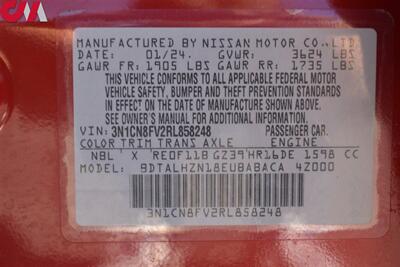 CMA
MANUFACTURED BY NISSAN MOTOR CO., LTD.
DATE: 01/24. GVWR: 3624 LBS
GAWR FR: 1905 LBS GAWR RR: 1735 LBS
THIS VEHICLE CONFORMS TO ALL APPLICABLE FEDERAL MOTOR
VEHICLE SAFETY, BUMPER AND THEFT PREVENTION STANDARDS
IN EFFECT ON THE DATE OF MANUFACTURE SHOWN ABOVE.
SEE OWNER'S MANUAL FOR ADDITIONAL INFORMATION.
VIN: 3N1CN8FV2RL858248 PASSENGER CAR.
COLOR TRIM TRANS AXLE ENGINE
NBL X RE0F11B GZ39 HR16DE 1598 CC
MODEL: BDTALHZN18EUBABACA 4Z000
3N1CN8FV2RL858248